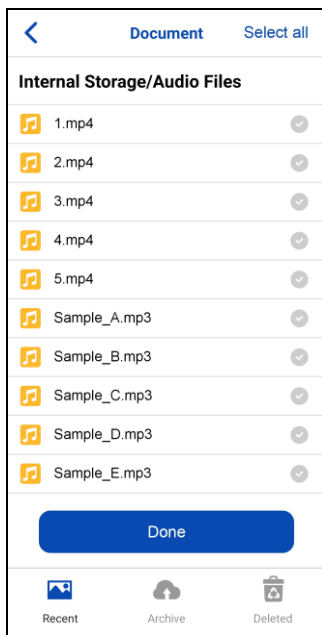 Document Select all
Internal Storage/Audio Files
1.mp4
2.mp4
3.mp4
4.mp4
5.mp4
Sample_A.mp3
Sample_B.mp3
Sample_C.mp3
Sample_D.mp3
Sample_E.mp3
Done
Recent Archive Deleted